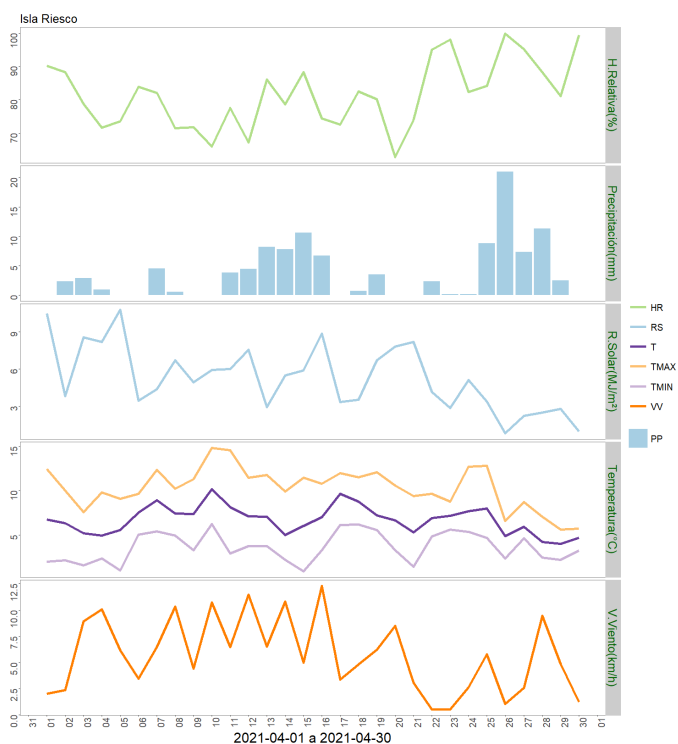 Isla Riesco
100
90
80
70
H.Relativa(%)
20
15
10
5
0
Precipitación(mm)
9
6
3
R.Solar(MJ/m²)
15
10
5
Temperatura(°C)
12.5
10.0
7.5
5.0
2.5
0.0
V.Viento(km/h)
31 01 02 03 04 05 06 07 08 09 10 11 12 13 14 15 16 17 18 19 20 21 22 23 24 25 26 27 28 29 30 01
2021-04-01 a 2021-04-30
HR
RS
T
TMAX
TMIN
VV
PP